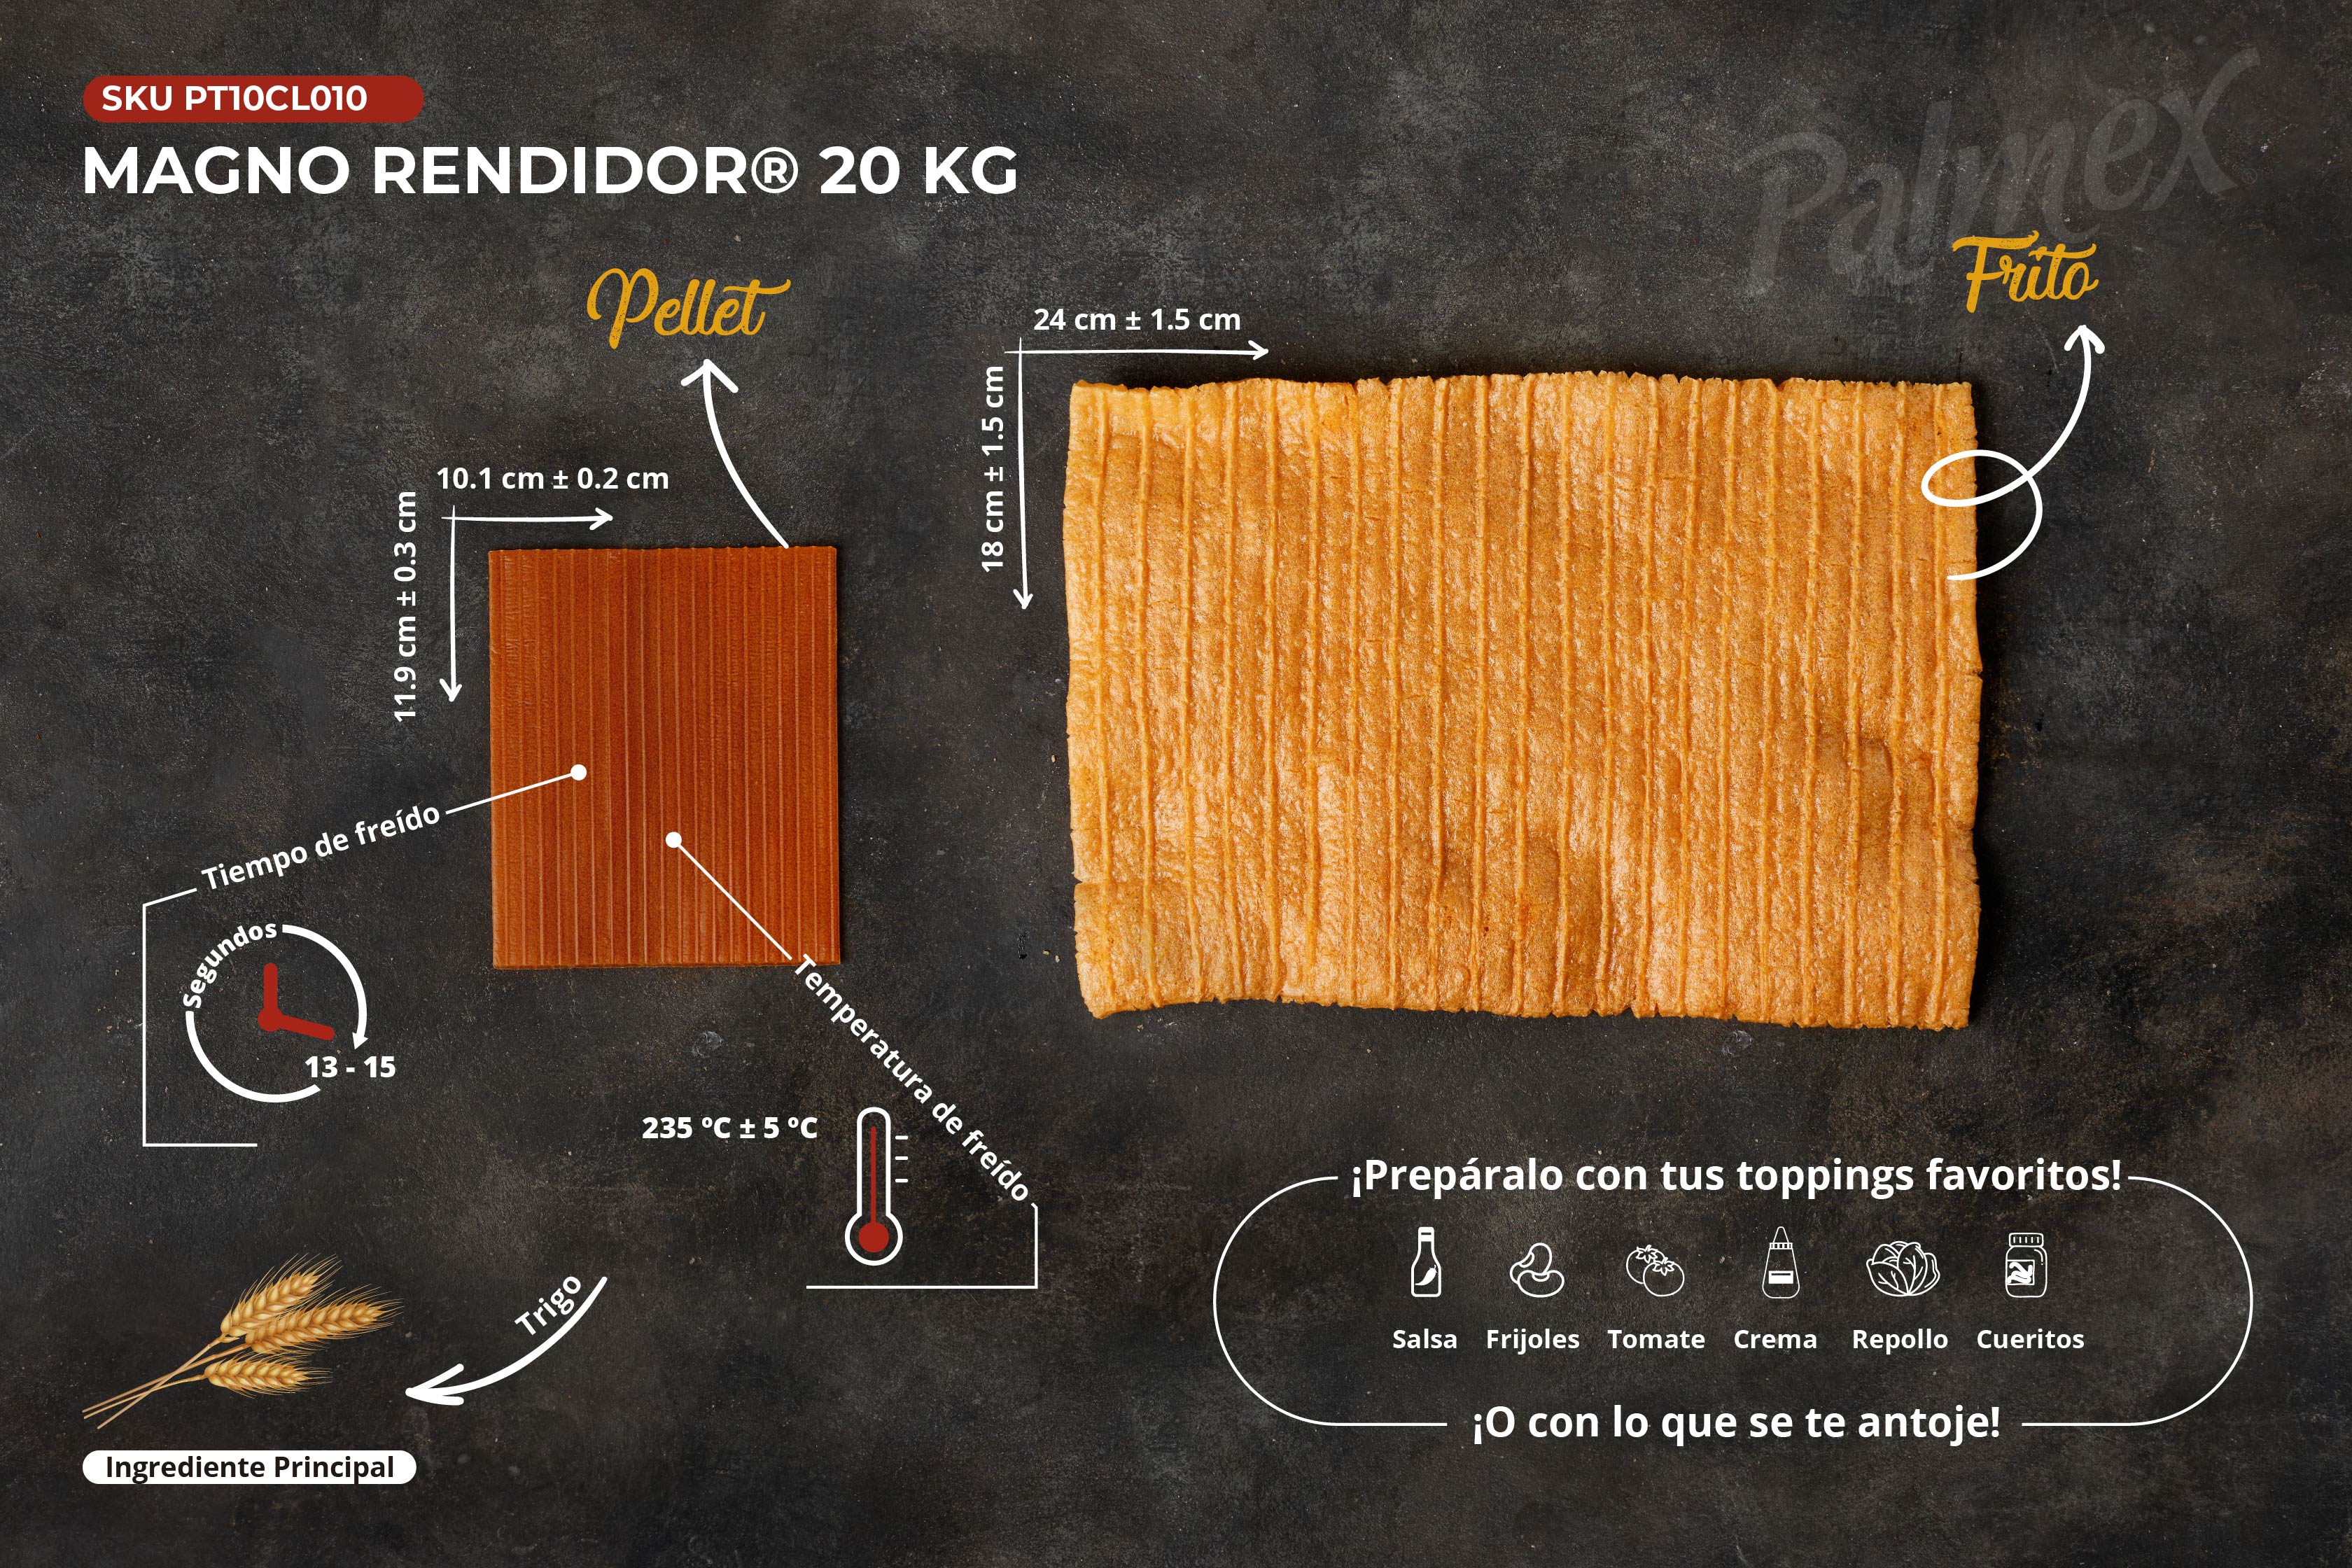 SKU PT10CL010
MAGNO RENDIDOR® 20 KG
Palmex
Pellet
Frito
24 cm ± 1.5 cm
18 cm ± 1.5 cm
10.1 cm ± 0.2 cm
11.9 cm ± 0.3 cm
Tiempo de freído
Segundos
13 - 15
Temperatura de freído
235 °C ± 5 °C
Trigo
Ingrediente Principal
¡Prepáralo con tus toppings favoritos!
Salsa Frijoles Tomate Crema Repollo Cueritos
¡O con lo que se te antoje!